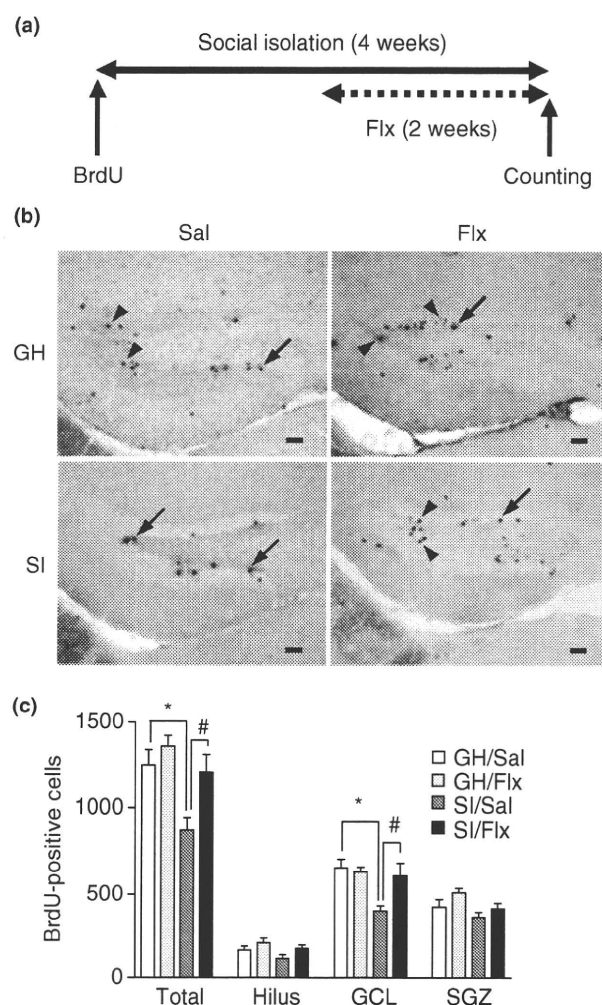 (a)
Social isolation (4 weeks)
Flx (2 weeks)
BrdU
Counting
(b)
Sal
Flx
GH
SI
(c)
BrdU-positive cells
1500
1000
500
0
*
#
*
#
GH/Sal
GH/Flx
SI/Sal
SI/Flx
Total
Hilus
GCL
SGZ